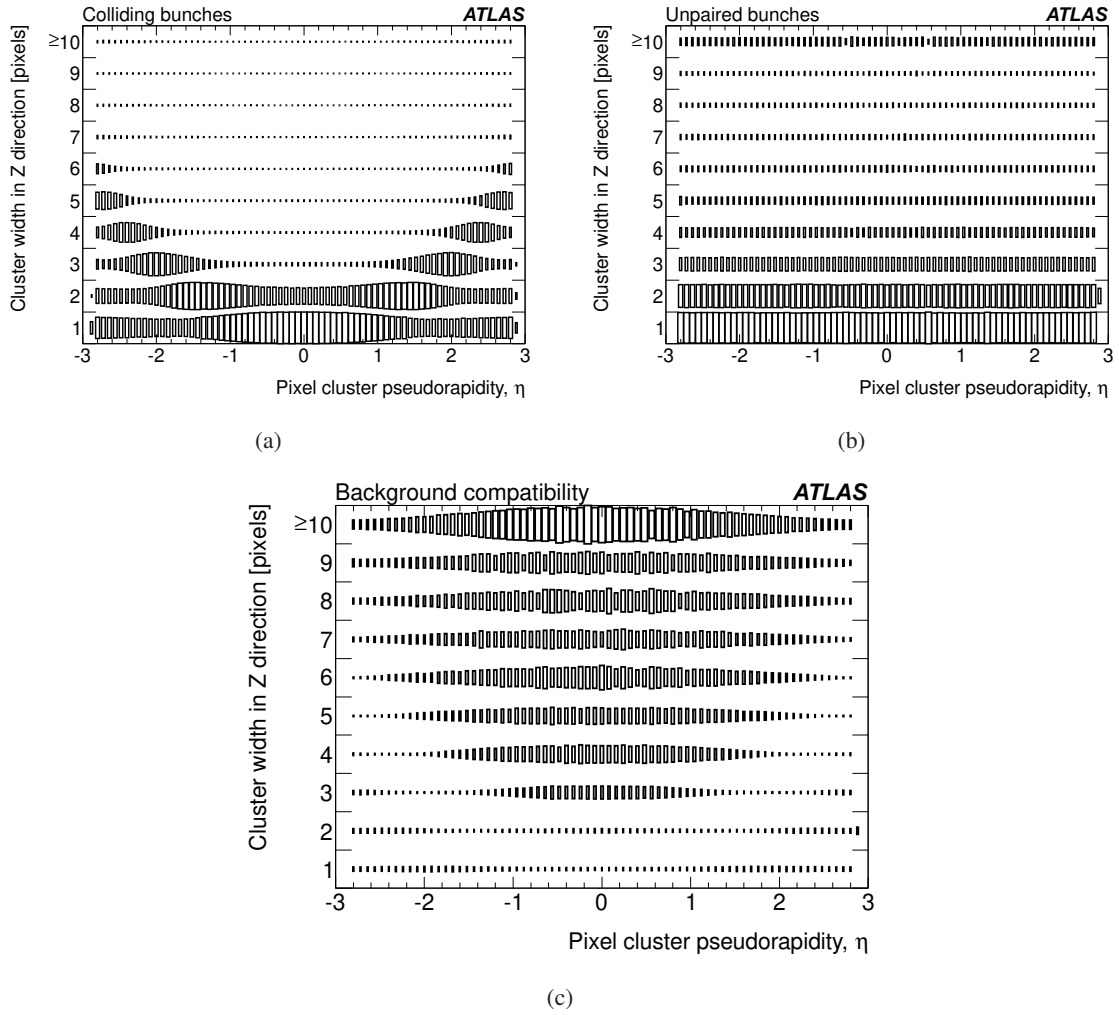 Colliding bunches
ATLAS
Cluster width in Z direction [pixels]
≥10
9
8
7
6
5
4
3
2
1
-3 -2 -1 0 1 2 3
Pixel cluster pseudorapidity, η
(a)
Unpaired bunches
ATLAS
Cluster width in Z direction [pixels]
≥10
9
8
7
6
5
4
3
2
1
-3 -2 -1 0 1 2 3
Pixel cluster pseudorapidity, η
(b)
Background compatibility
ATLAS
Cluster width in Z direction [pixels]
≥10
9
8
7
6
5
4
3
2
1
-3 -2 -1 0 1 2 3
Pixel cluster pseudorapidity, η
(c)